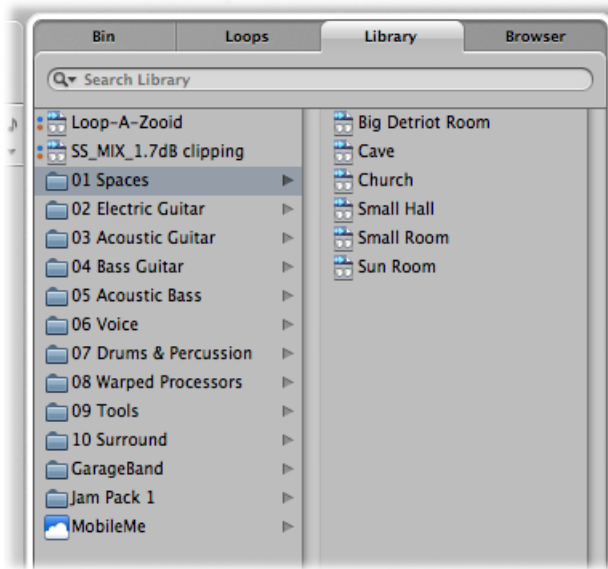 Bin Loops Library Browser
Search Library
Loop-A-Zooid
SS_MIX_1.7dB clipping
01 Spaces
02 Electric Guitar
03 Acoustic Guitar
04 Bass Guitar
05 Acoustic Bass
06 Voice
07 Drums & Percussion
08 Warped Processors
09 Tools
10 Surround
GarageBand
Jam Pack 1
MobileMe
Big Detriot Room
Cave
Church
Small Hall
Small Room
Sun Room